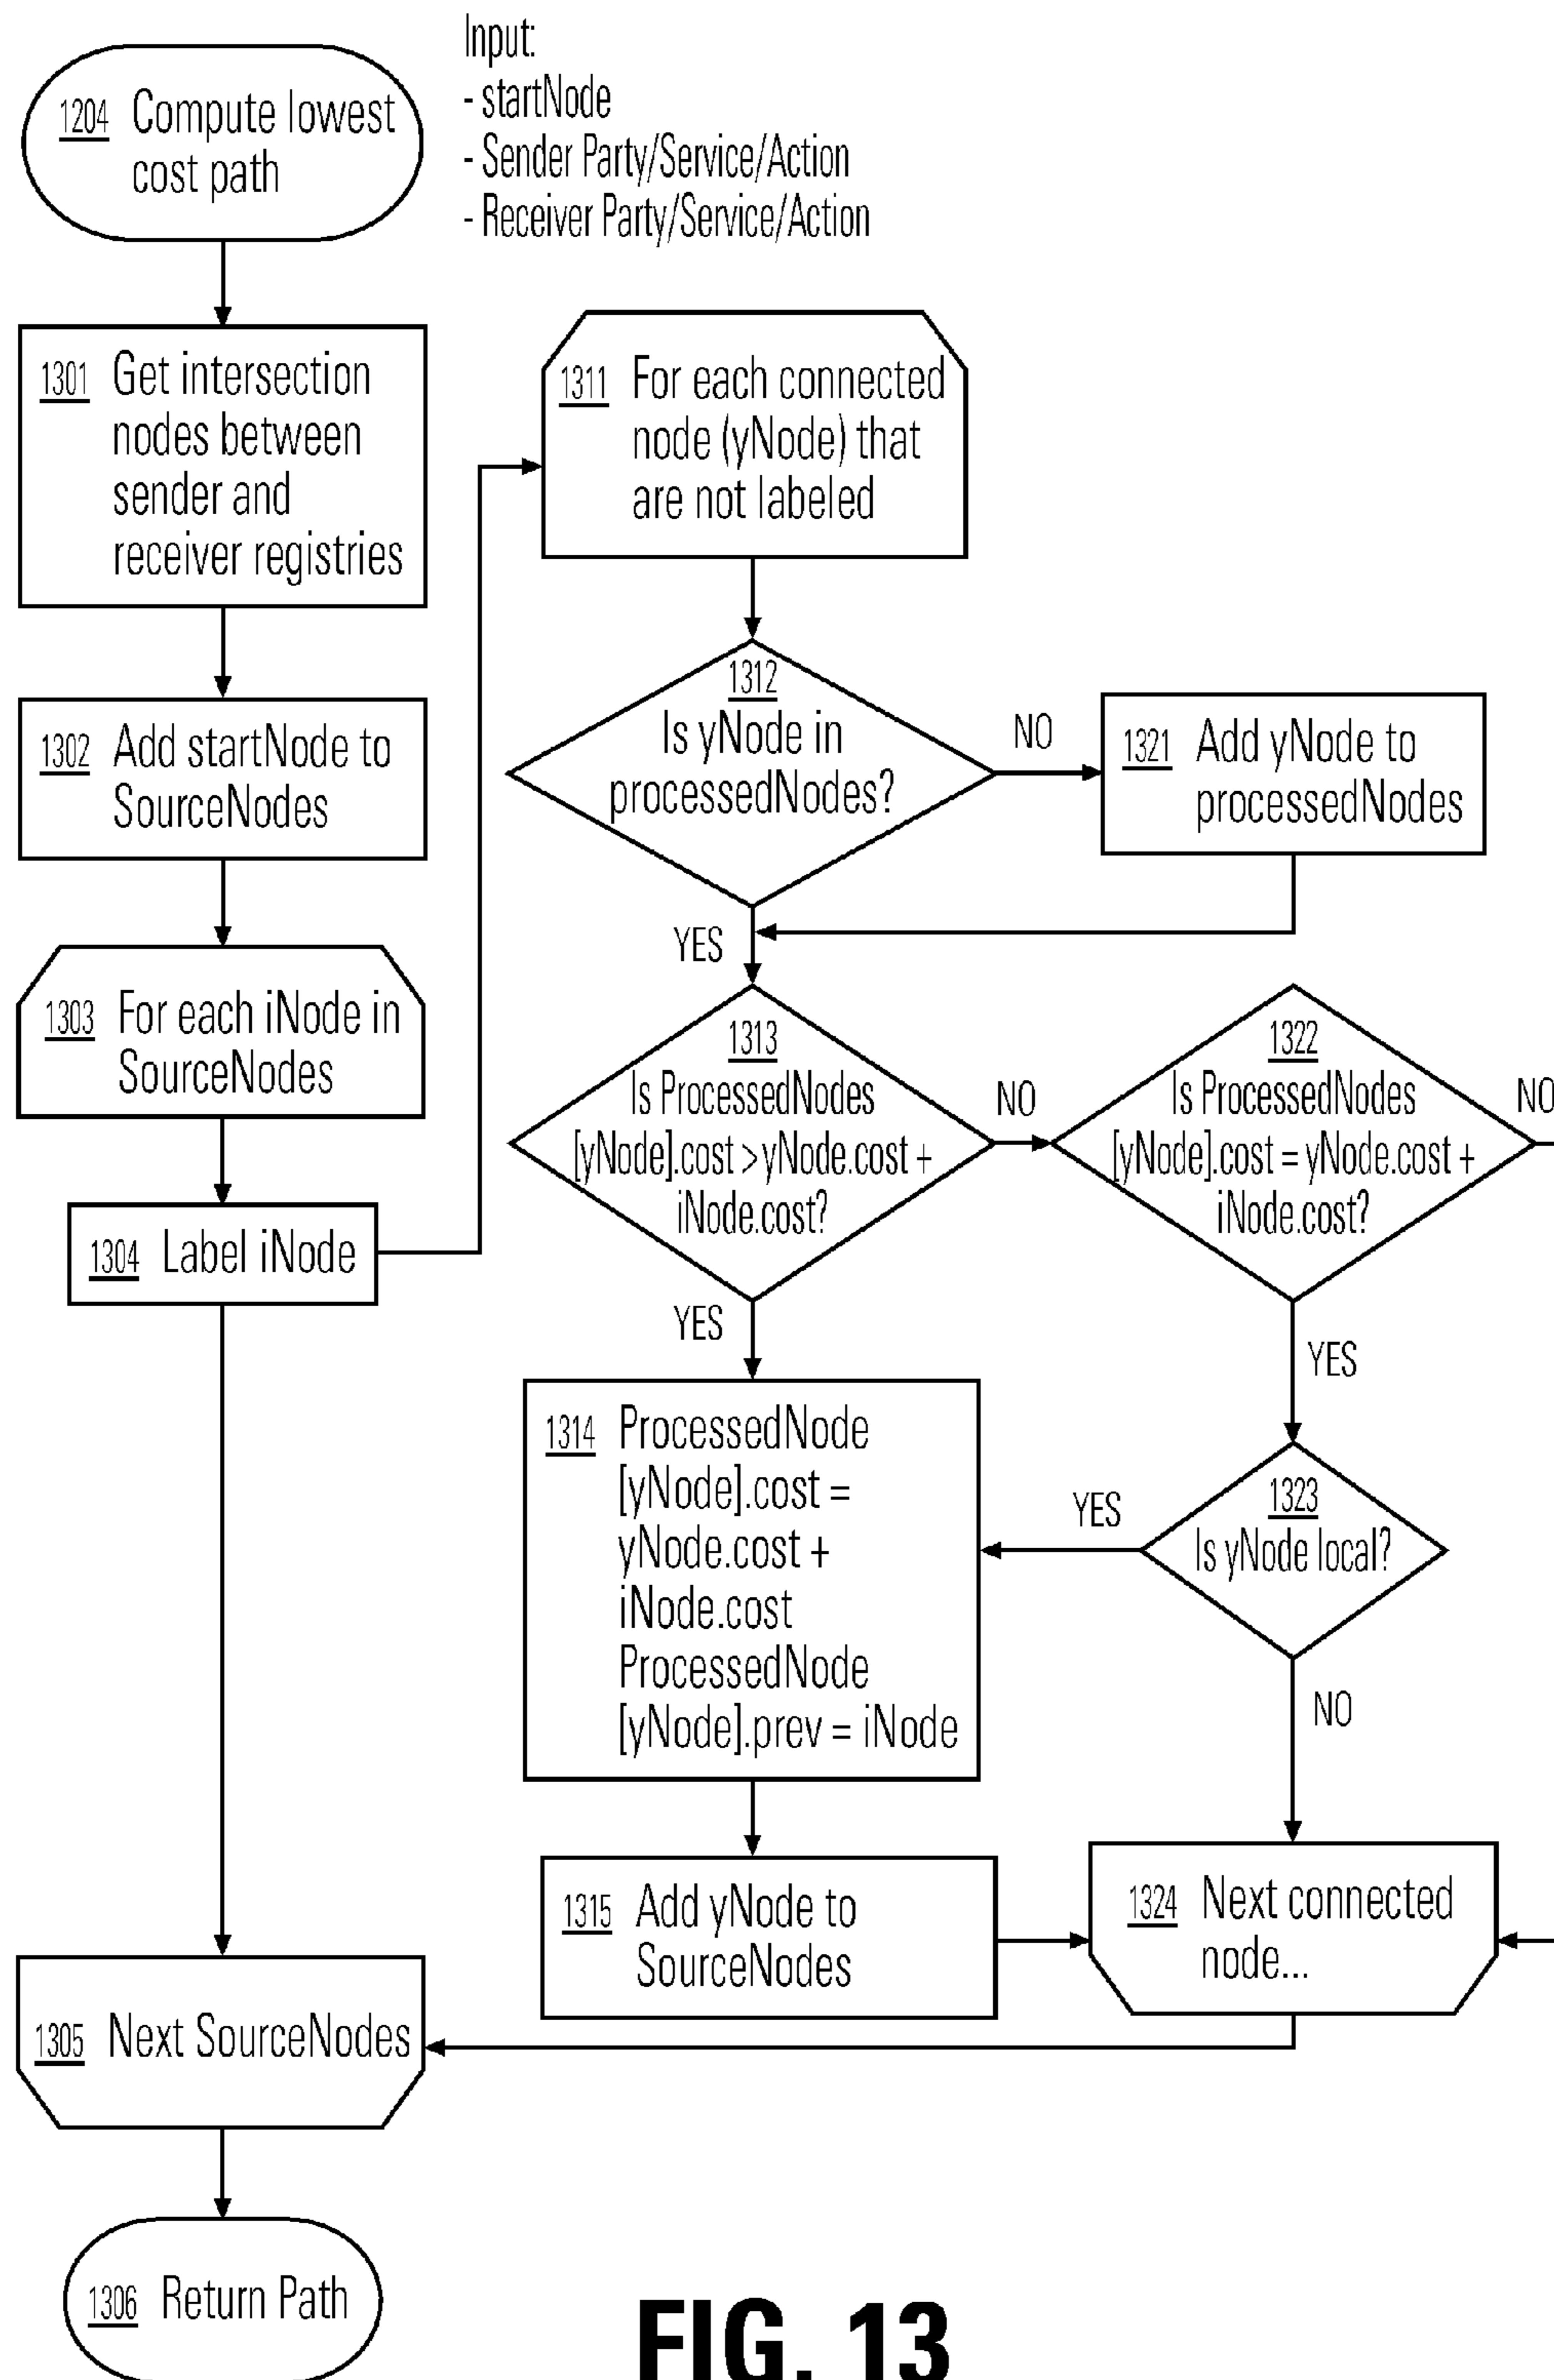 Input:
- startNode
- Sender Party/Service/Action
- Receiver Party/Service/Action
1204 Compute lowest
cost path
1301 Get intersection
nodes between
sender and
receiver registries
1302 Add startNode to
SourceNodes
1303 For each iNode in
SourceNodes
1304 Label iNode
1305 Next SourceNodes
1306 Return Path
1311 For each connected
node (yNode) that
are not labeled
1312
Is yNode in
processedNodes?
NO
1321 Add yNode to
processedNodes
YES
1313
Is ProcessedNodes
[yNode].cost > yNode.cost +
iNode.cost?
NO
1322
Is ProcessedNodes
[yNode].cost = yNode.cost +
iNode.cost?
NO
YES
YES
1314 ProcessedNode
[yNode].cost =
yNode.cost +
iNode.cost
ProcessedNode
[yNode].prev = iNode
YES
1323
Is yNode local?
NO
1315 Add yNode to
SourceNodes
1324 Next connected
node...
FIG. 13